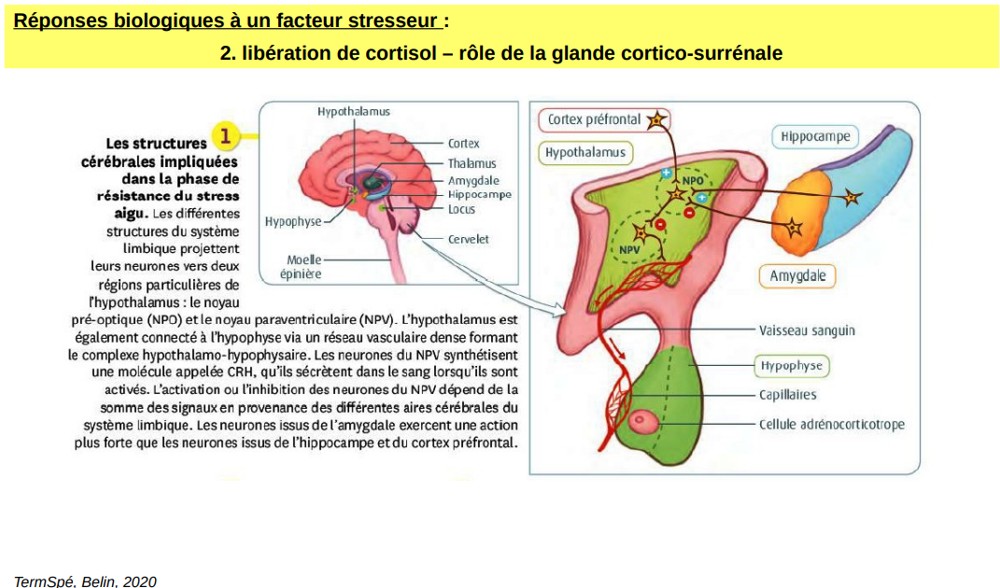 Réponses biologiques à un facteur stresseur :
2. libération de cortisol – rôle de la glande cortico-surrénale
1
Les structures
cérébrales impliquées
dans la phase de
résistance du stress
aigu. Les différentes
structures du système
limbique projettent
leurs neurones vers deux
régions particulières de
l'hypothalamus : le noyau
pré-optique (NPO) et le noyau paraventriculaire (NPV). L'hypothalamus est
également connecté à l'hypophyse via un réseau vasculaire dense formant
le complexe hypothalamo-hypophysaire. Les neurones du NPV synthétisent
une molécule appelée CRH, qu'ils sécrètent dans le sang lorsqu'ils sont
activés. L'activation ou l'inhibition des neurones du NPV dépend de la
somme des signaux en provenance des différentes aires cérébrales du
système limbique. Les neurones issus de l'amygdale exercent une action
plus forte que les neurones issus de l'hippocampe et du cortex préfrontal.
Hypothalamus
Cortex
Thalamus
Amygdale
Hippocampe
Locus
Hypophyse
Cervelet
Moelle
épinière
Cortex préfrontal
Hypothalamus
Hippocampe
+
NPO
+
-
-
NPV
Amygdale
Vaisseau sanguin
Hypophyse
Capillaires
Cellule adrénocorticotrope
TermSpé, Belin, 2020